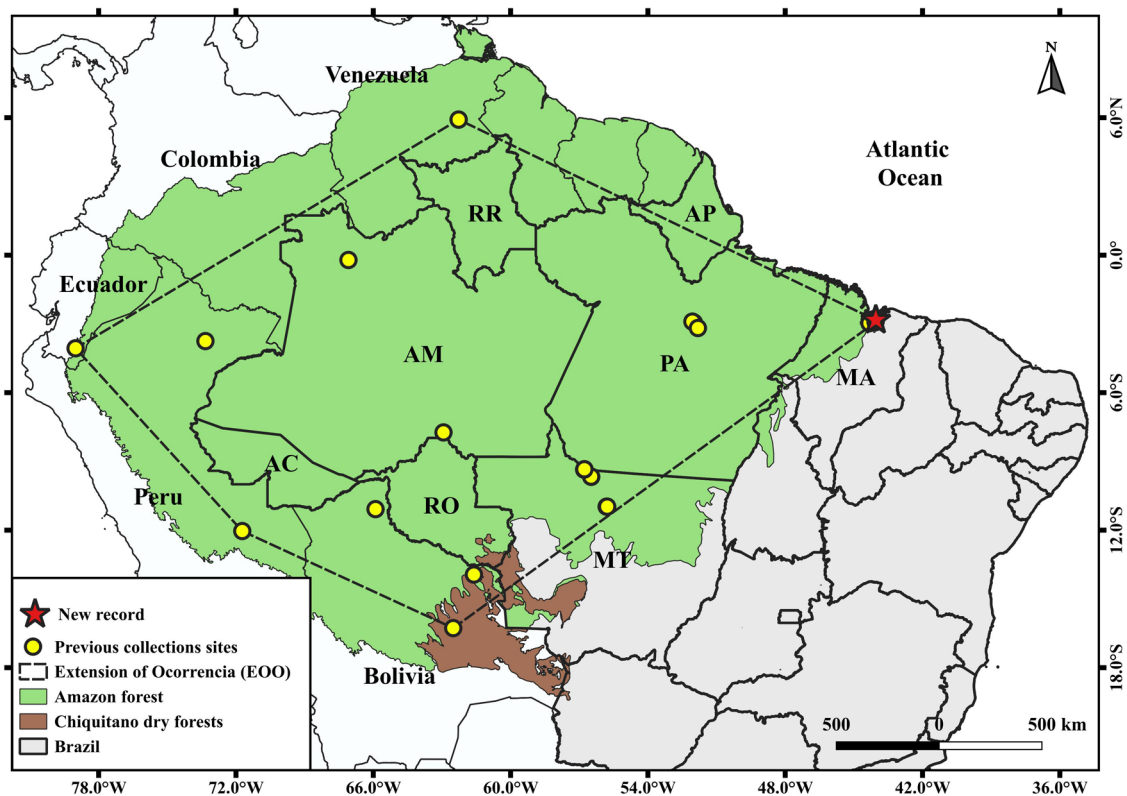 N
Venezuela
6.0°N
Colombia
Atlantic
Ocean
RR
AP
0.0°
Ecuador
AM
PA
MA
6.0°S
AC
Peru
RO
12.0°S
MT
New record
Previous collections sites
Extension of Ocorrencia (EOO)
Amazon forest
Chiquitano dry forests
Brazil
Bolivia
18.0°S
500 0 500 km
78.0°W 72.0°W 66.0°W 60.0°W 54.0°W 48.0°W 42.0°W 36.0°W